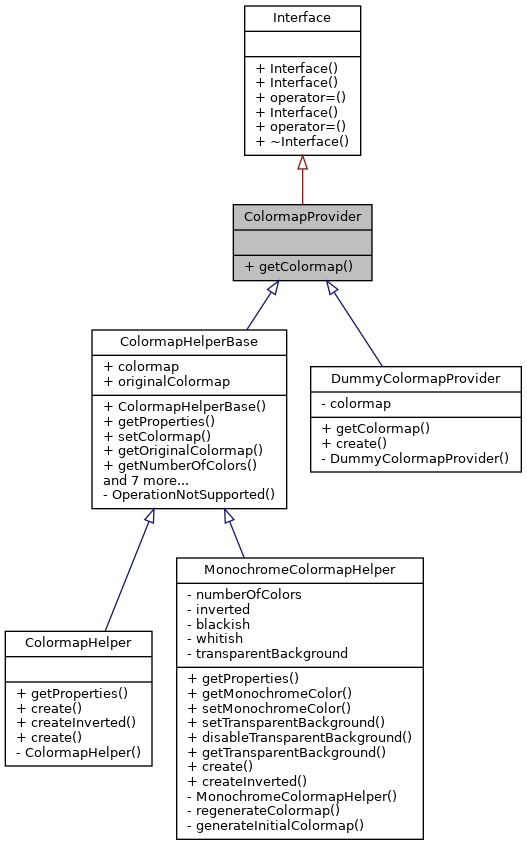 Interface
+ Interface()
+ Interface()
+ operator=()
+ Interface()
+ operator=()
+ ~Interface()
ColormapProvider
+ getColormap()
ColormapHelperBase
+ colormap
+ originalColormap
+ ColormapHelperBase()
+ getProperties()
+ setColormap()
+ getOriginalColormap()
+ getNumberOfColors()
and 7 more...
- OperationNotSupported()
DummyColormapProvider
- colormap
+ getColormap()
+ create()
- DummyColormapProvider()
ColormapHelper
+ getProperties()
+ create()
+ createInverted()
+ create()
- ColormapHelper()
MonochromeColormapHelper
- numberOfColors
- inverted
- blackish
- whitish
- transparentBackground
+ getProperties()
+ getMonochromeColor()
+ setMonochromeColor()
+ setTransparentBackground()
+ disableTransparentBackground()
+ getTransparentBackground()
+ create()
+ createInverted()
- MonochromeColormapHelper()
- regenerateColormap()
- generateInitialColormap()